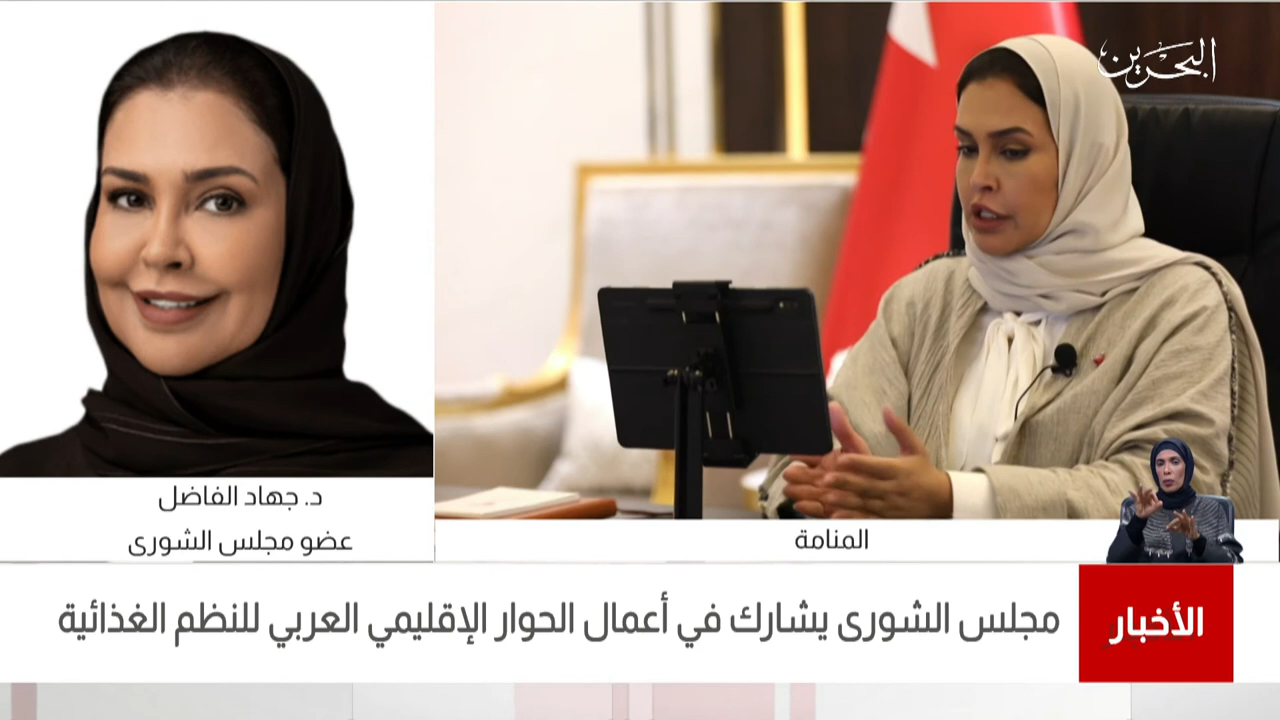 البحرين
د. جهاد الفاضل
عضو مجلس الشورى
المنامة
الأخبار
مجلس الشورى يشارك في أعمال الحوار الإقليمي العربي للنظم الغذائية